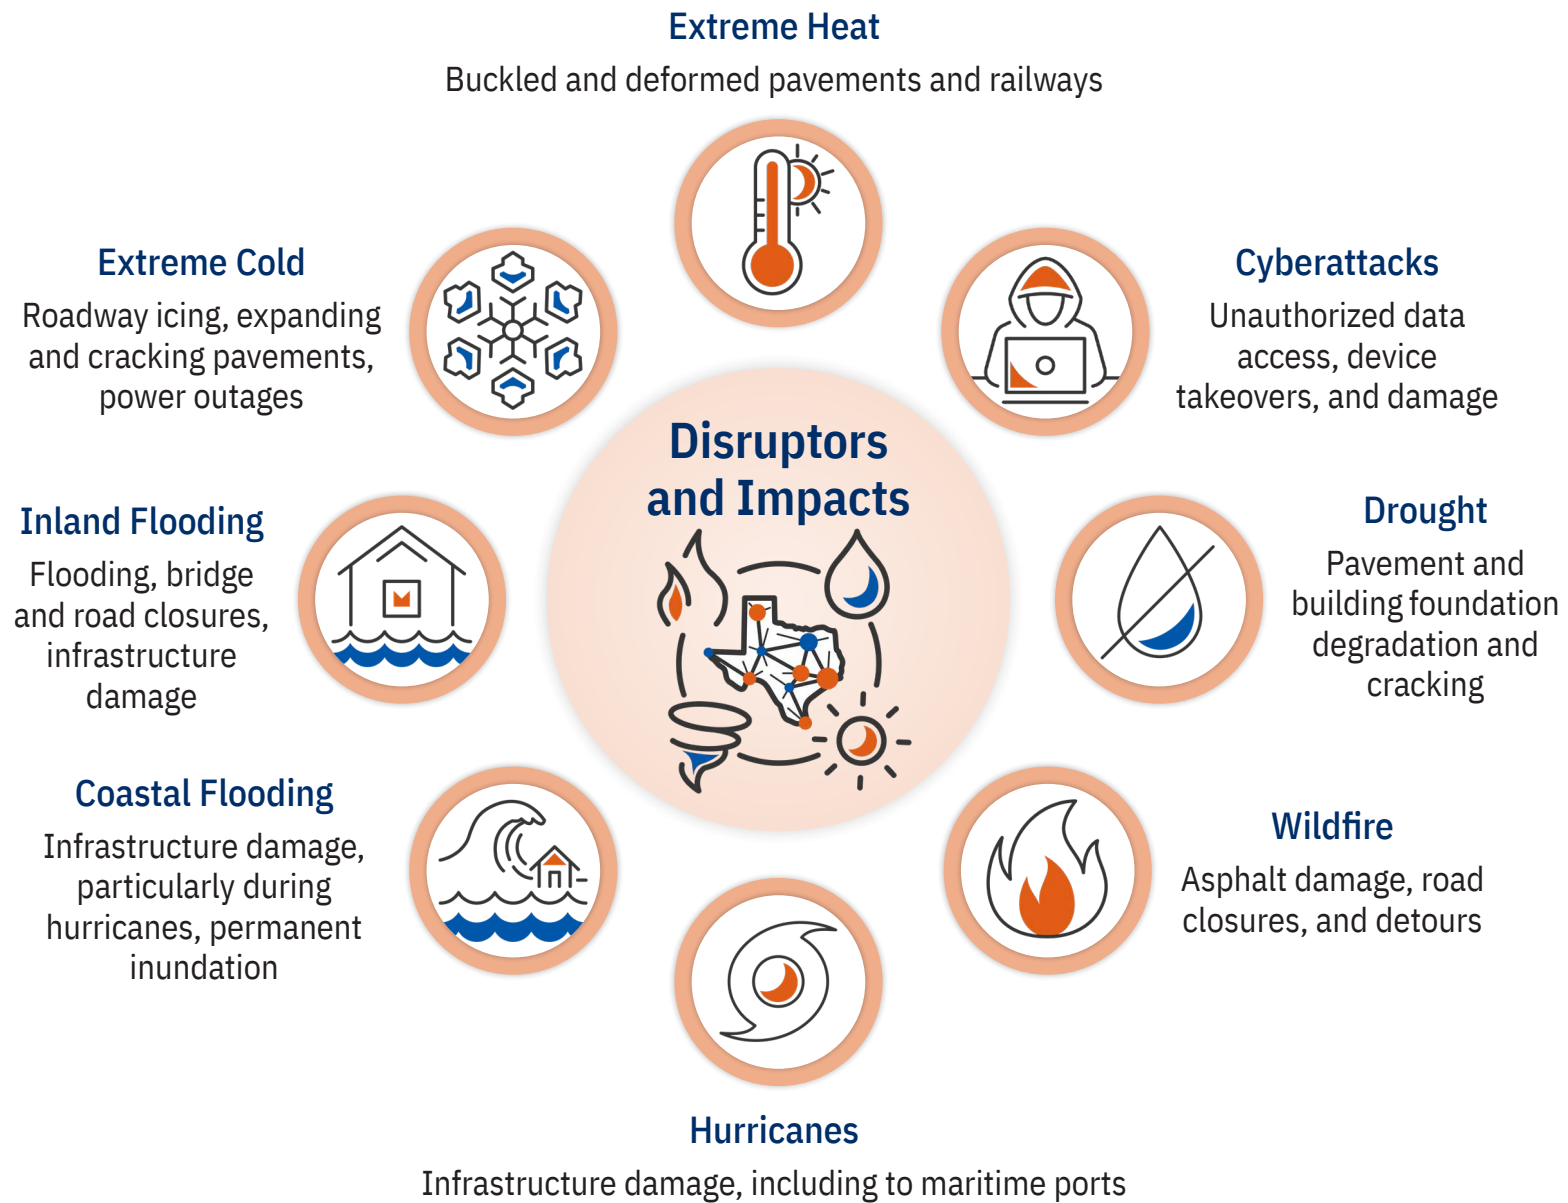 Extreme Heat
Buckled and deformed pavements and railways
Extreme Cold
Roadway icing, expanding
and cracking pavements,
power outages
Cyberattacks
Unauthorized data
access, device
takeovers, and damage
Disruptors
and Impacts
Inland Flooding
Flooding, bridge
and road closures,
infrastructure
damage
Drought
Pavement and
building foundation
degradation and
cracking
Coastal Flooding
Infrastructure damage,
particularly during
hurricanes, permanent
inundation
Wildfire
Asphalt damage, road
closures, and detours
Hurricanes
Infrastructure damage, including to maritime ports